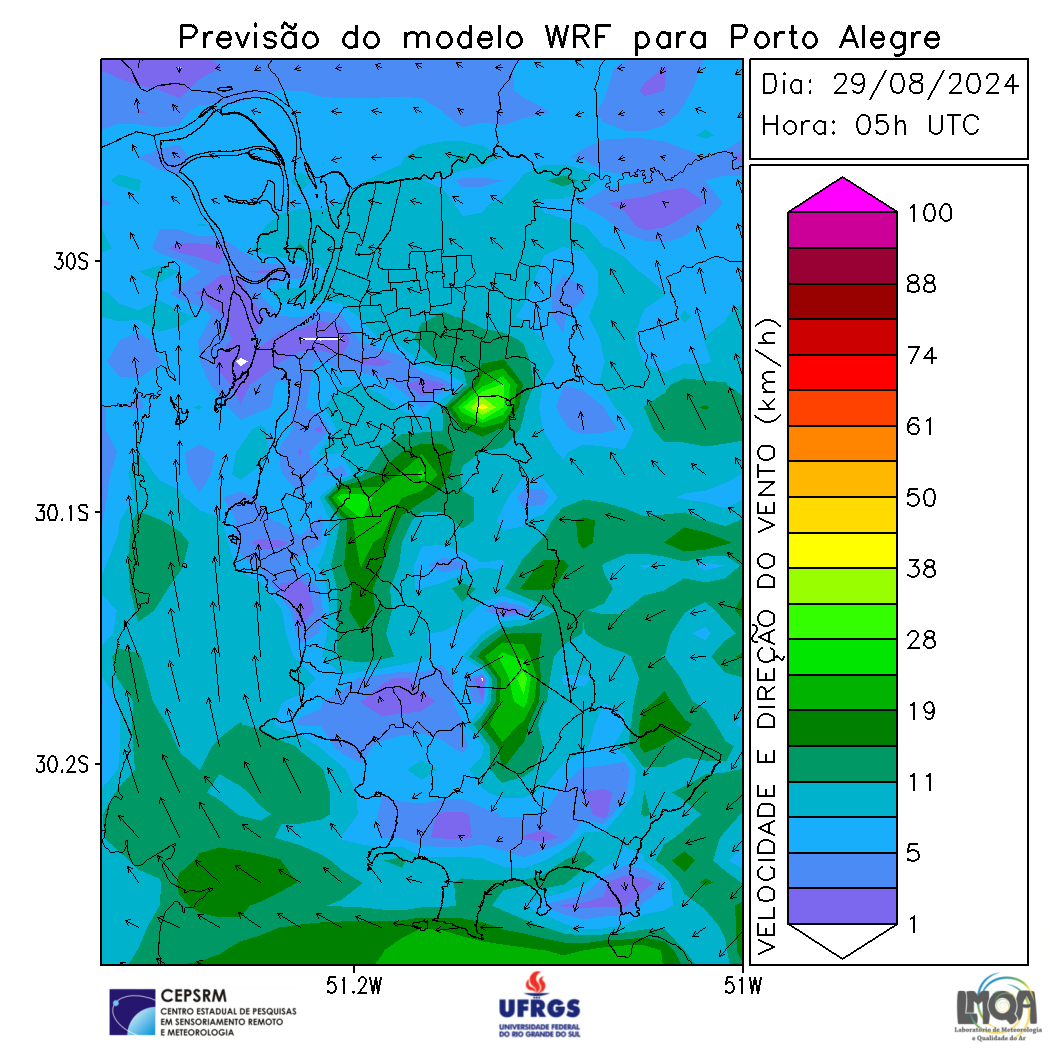 Previsão do modelo WRF para Porto Alegre
Dia: 29/08/2024
Hora: 05h UTC
30S
30.1S
30.2S
51.2W
51W
VELOCIDADE E DIREÇÃO DO VENTO (km/h)
100
88
74
61
50
38
28
19
11
5
1
CEPSRM
CENTRO ESTADUAL DE PESQUISAS
EM SENSORIAMENTO REMOTO
E METEOROLOGIA
UFRGS
UNIVERSIDADE FEDERAL
DO RIO GRANDE DO SUL
LMQA
Laboratório de Meteorologia
e Qualidade do Ar